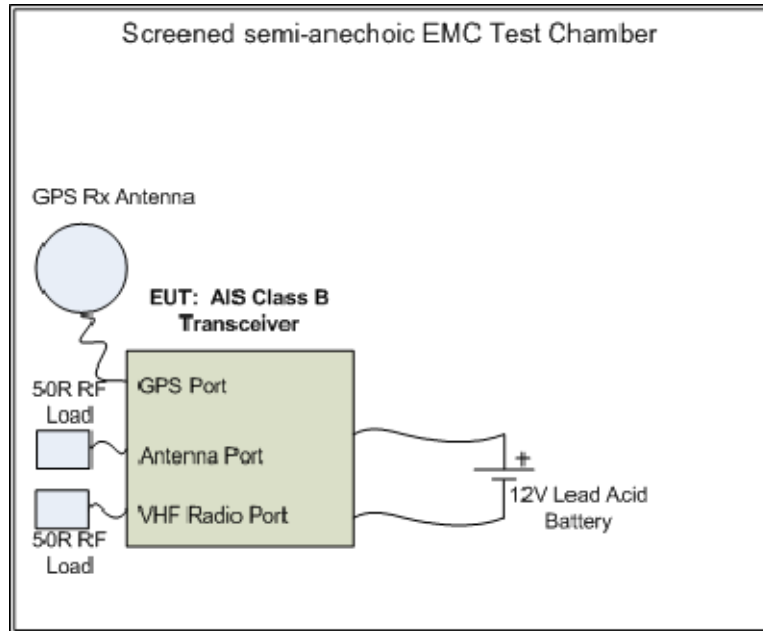 Screened semi-anechoic EMC Test Chamber
GPS Rx Antenna
EUT: AIS Class B
Transceiver
GPS Port
50R RF
Load
Antenna Port
VHF Radio Port
50R RF
Load
+
12V Lead Acid
Battery